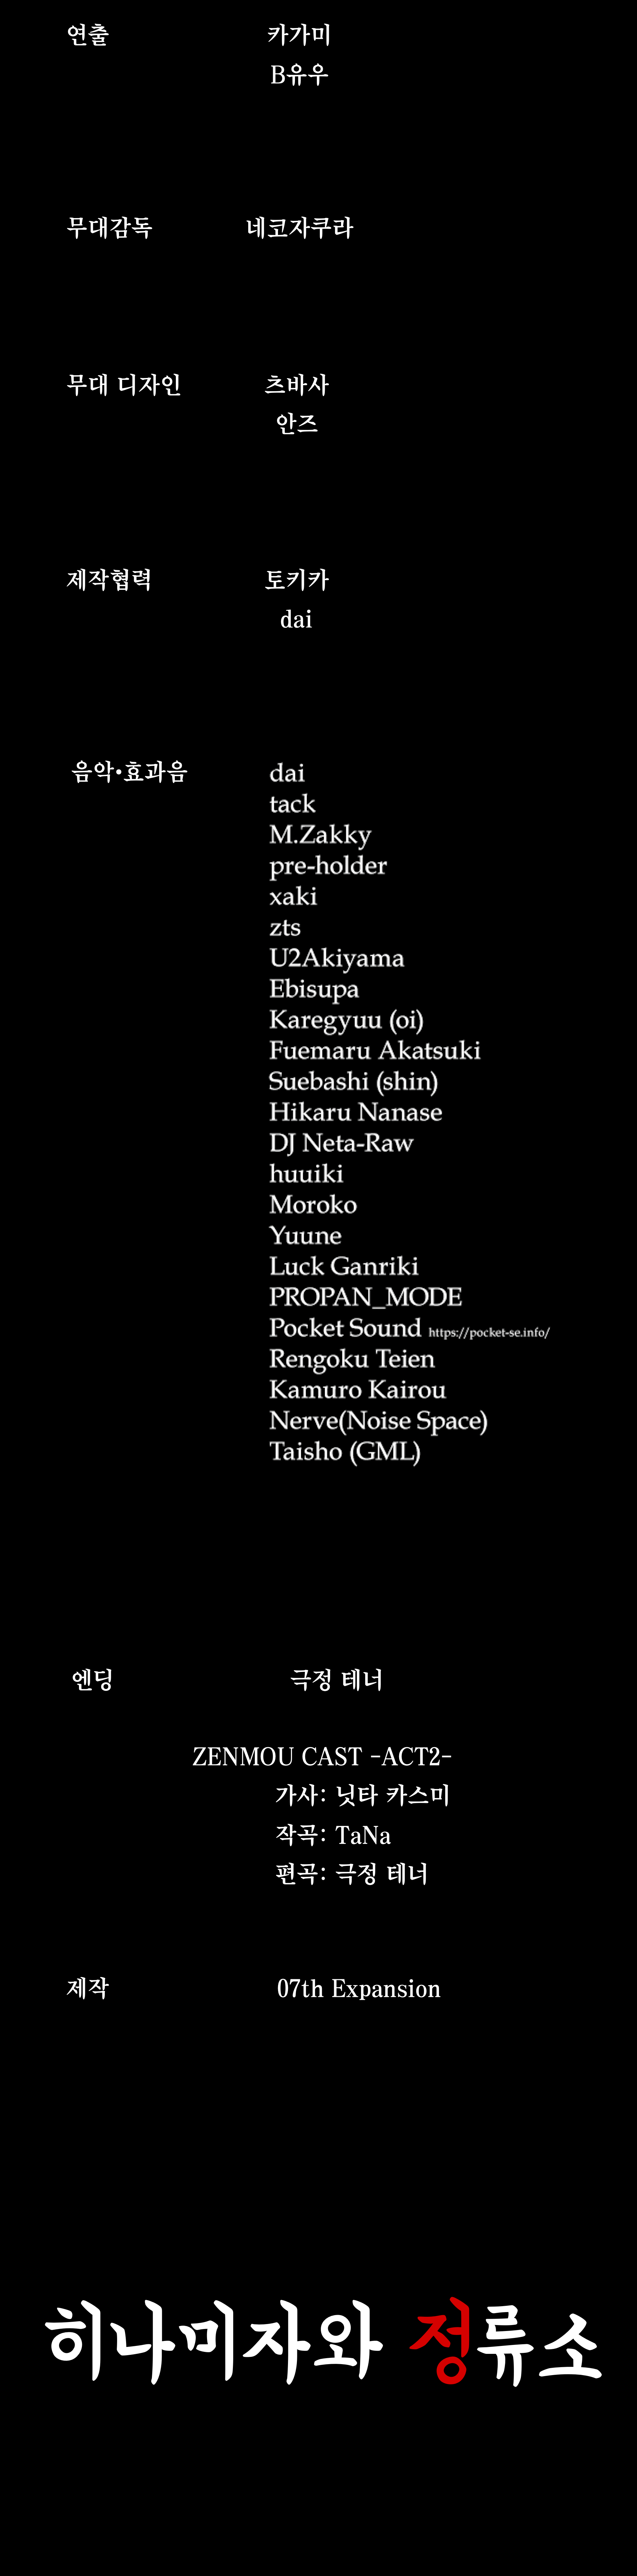 연출 카가미
B유우
무대감독 네코자쿠라
무대 디자인 츠바사
안즈
제작협력 토키카
dai
음악•효과음 dai
tack
M.Zakky
pre-holder
xaki
zts
U2Akiyama
Ebisupa
Karegyuu (oi)
Fuemaru Akatsuki
Suebashi (shin)
Hikaru Nanase
DJ Neta-Raw
huuiki
Moroko
Yuune
Luck Ganriki
PROPAN_MODE
Pocket Sound https://pocket-se.info/
Rengoku Teien
Kamuro Kairou
Nerve(Noise Space)
Taisho (GML)
엔딩 극정 테너
ZENMOU CAST -ACT2-
가사: 닛타 카스미
작곡: TaNa
편곡: 극정 테너
제작 07th Expansion
히나미자와 정류소